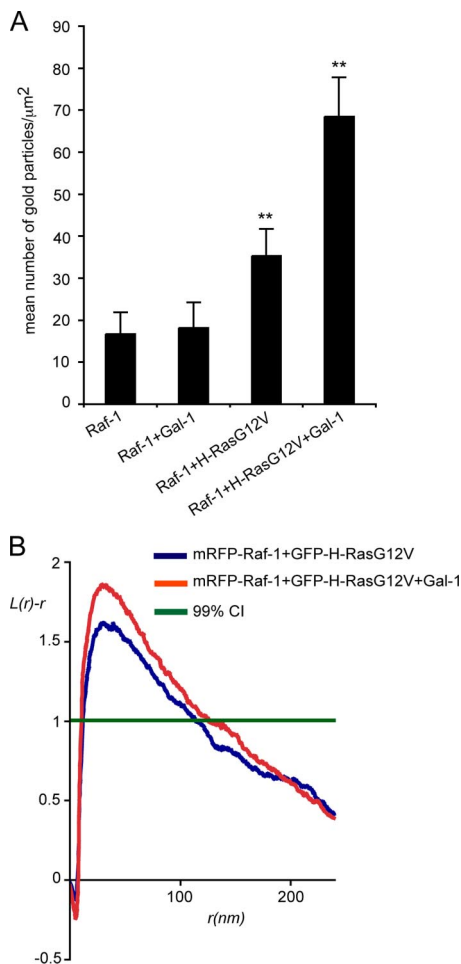 A
mean number of gold particles/μm2
90
80
70
60
50
40
30
20
10
0
**
**
Raf-1
Raf-1+Gal-1
Raf-1+H-RasG12V
Raf-1+H-RasG12V+Gal-1
B
L(r)-r
mRFP-Raf-1+GFP-H-RasG12V
mRFP-Raf-1+GFP-H-RasG12V+Gal-1
99% CI
2
1.5
1
0.5
0
-0.5
100
200
r(nm)